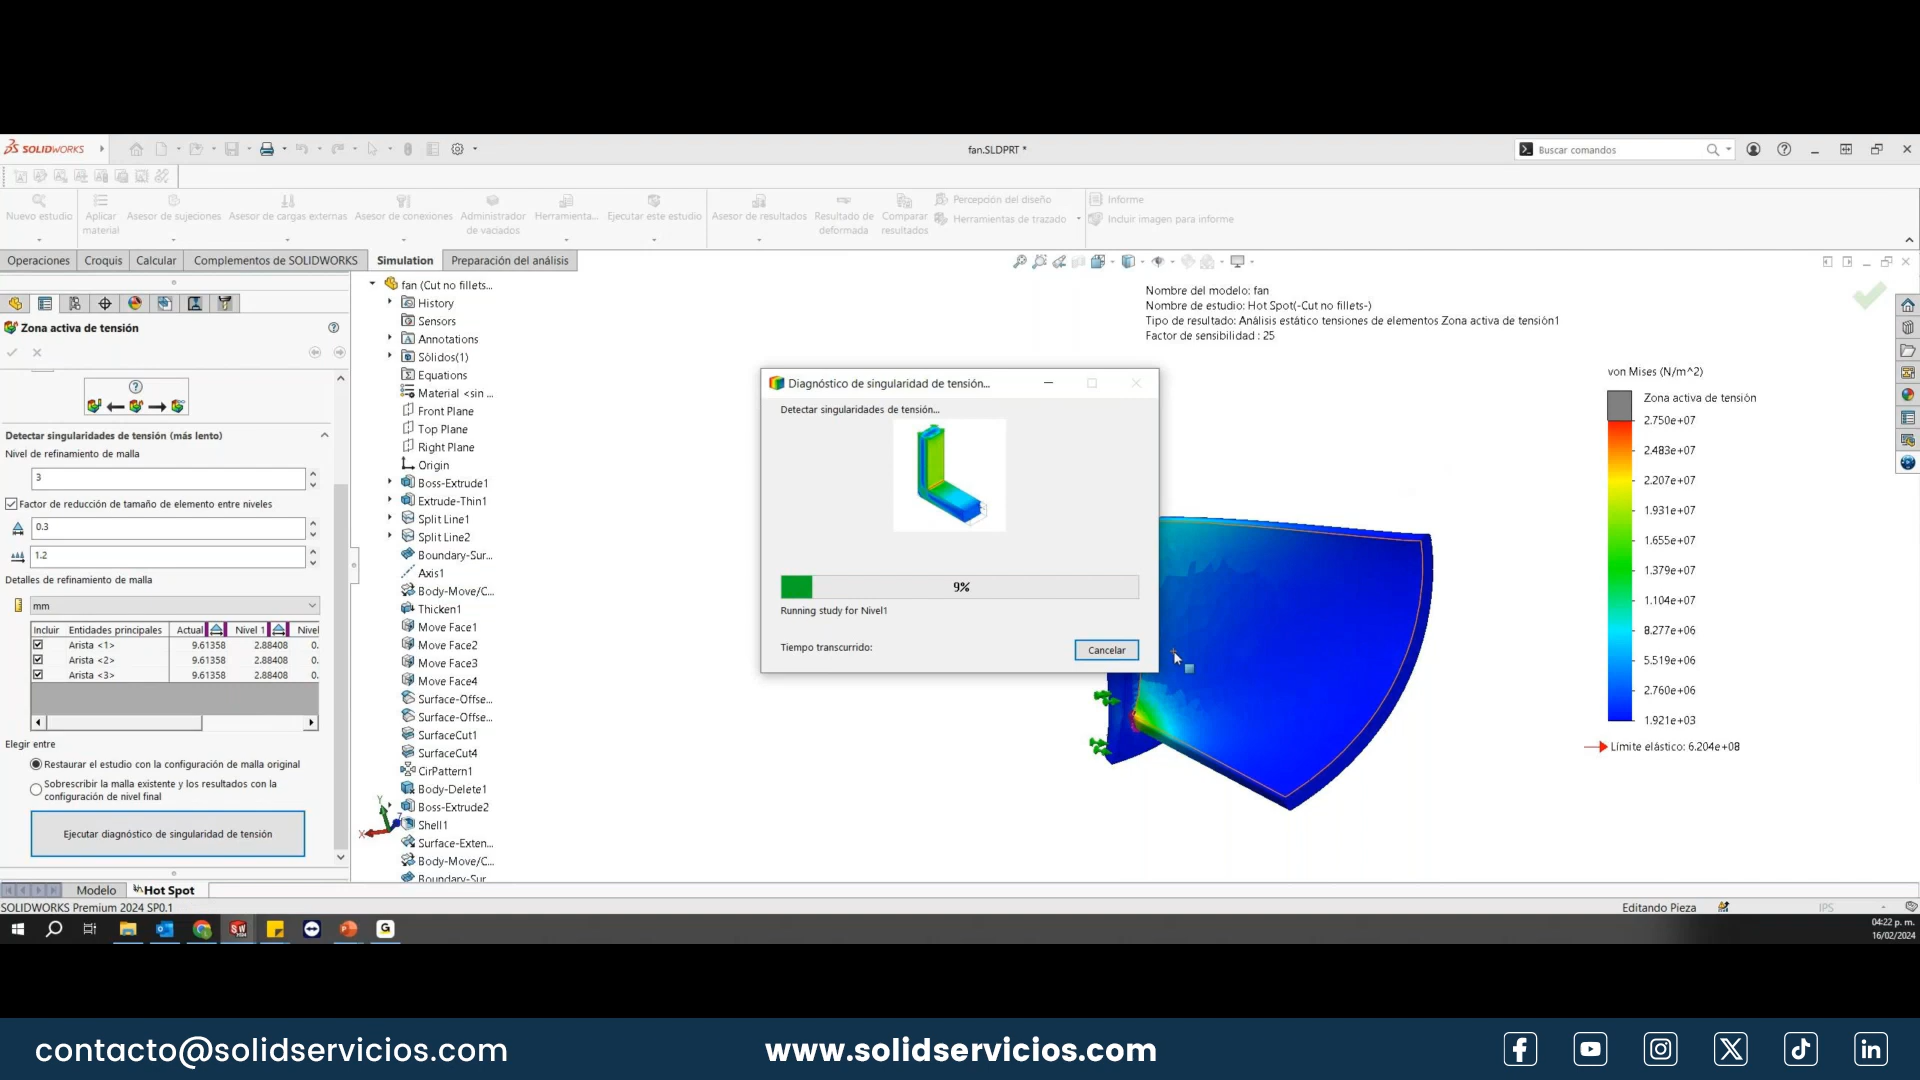 SOLIDWORKS
fan.SLDPRT *
Buscar comandos
Nuevo estudio
Aplicar material
Asesor de sujeciones
Asesor de cargas externas
Asesor de conexiones
Administrador de vaciados
Herramienta...
Ejecutar este estudio
Asesor de resultados
Resultado de deformada
Comparar resultados
Percepción del diseño
Herramientas de trazado
Informe
Incluir imagen para informe
Operaciones
Croquis
Calcular
Complementos de SOLIDWORKS
Simulation
Preparación del análisis
Zona activa de tensión
Detectar singularidades de tensión (más lento)
Nivel de refinamiento de malla
3
Factor de reducción de tamaño de elemento entre niveles
0.3
1.2
Detalles de refinamiento de malla
mm
Incluir Entidades principales Actual Nivel 1 Nivel
Arista <1> 9.61358 2.88408 0.
Arista <2> 9.61358 2.88408 0.
Arista <3> 9.61358 2.88408 0.
Elegir entre
Restaurar el estudio con la configuración de malla original
Sobrescribir la malla existente y los resultados con la
configuración de nivel final
Ejecutar diagnóstico de singularidad de tensión
fan (Cut no fillets...
History
Sensors
Annotations
Sólidos(1)
Equations
Material <sin ...
Front Plane
Top Plane
Right Plane
Origin
Boss-Extrude1
Extrude-Thin1
Split Line1
Split Line2
Boundary-Sur...
Axis1
Body-Move/C...
Thicken1
Move Face1
Move Face2
Move Face3
Move Face4
Surface-Offse...
Surface-Offse...
SurfaceCut1
SurfaceCut4
CirPattern1
Body-Delete1
Boss-Extrude2
Shell1
Surface-Exten...
Body-Move/C...
Boundary-Sur
Y
X
Z
Nombre del modelo: fan
Nombre de estudio: Hot Spot(-Cut no fillets-)
Tipo de resultado: Análisis estático tensiones de elementos Zona activa de tensión1
Factor de sensibilidad : 25
Diagnóstico de singularidad de tensión...
Detectar singularidades de tensión...
9%
Running study for Nivel1
Tiempo transcurrido:
Cancelar
von Mises (N/m^2)
Zona activa de tensión
2.750e+07
2.483e+07
2.207e+07
1.931e+07
1.655e+07
1.379e+07
1.104e+07
8.277e+06
5.519e+06
2.760e+06
1.921e+03
Límite elástico: 6.204e+08
Modelo
Hot Spot
SOLIDWORKS Premium 2024 SP0.1
Editando Pieza
IPS
04:22 p. m.
16/02/2024
contacto@solidservicios.com
www.solidservicios.com